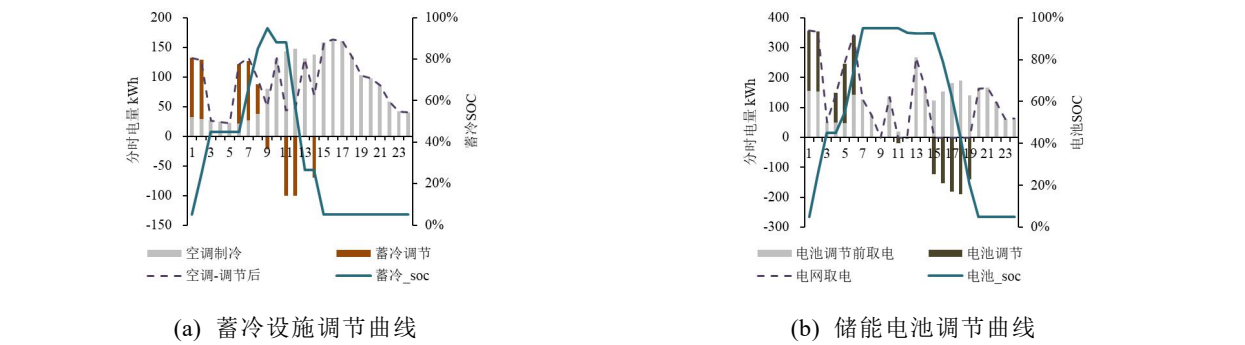 200
150
100
50
0
-50
-100
-150
分时电量 kWh
100%
80%
60%
40%
20%
0%
蓄冷SOC
1 3 5 7 9 11 13 15 17 19 21 23
空调制冷
蓄冷调节
空调-调节后
蓄冷_soc
(a) 蓄冷设施调节曲线
400
300
200
100
0
-100
-200
-300
分时电量 kWh
100%
80%
60%
40%
20%
0%
电池SOC
1 3 5 7 9 11 13 15 17 19 21 23
电池调节前取电
电池调节
电网取电
电池_soc
(b) 储能电池调节曲线